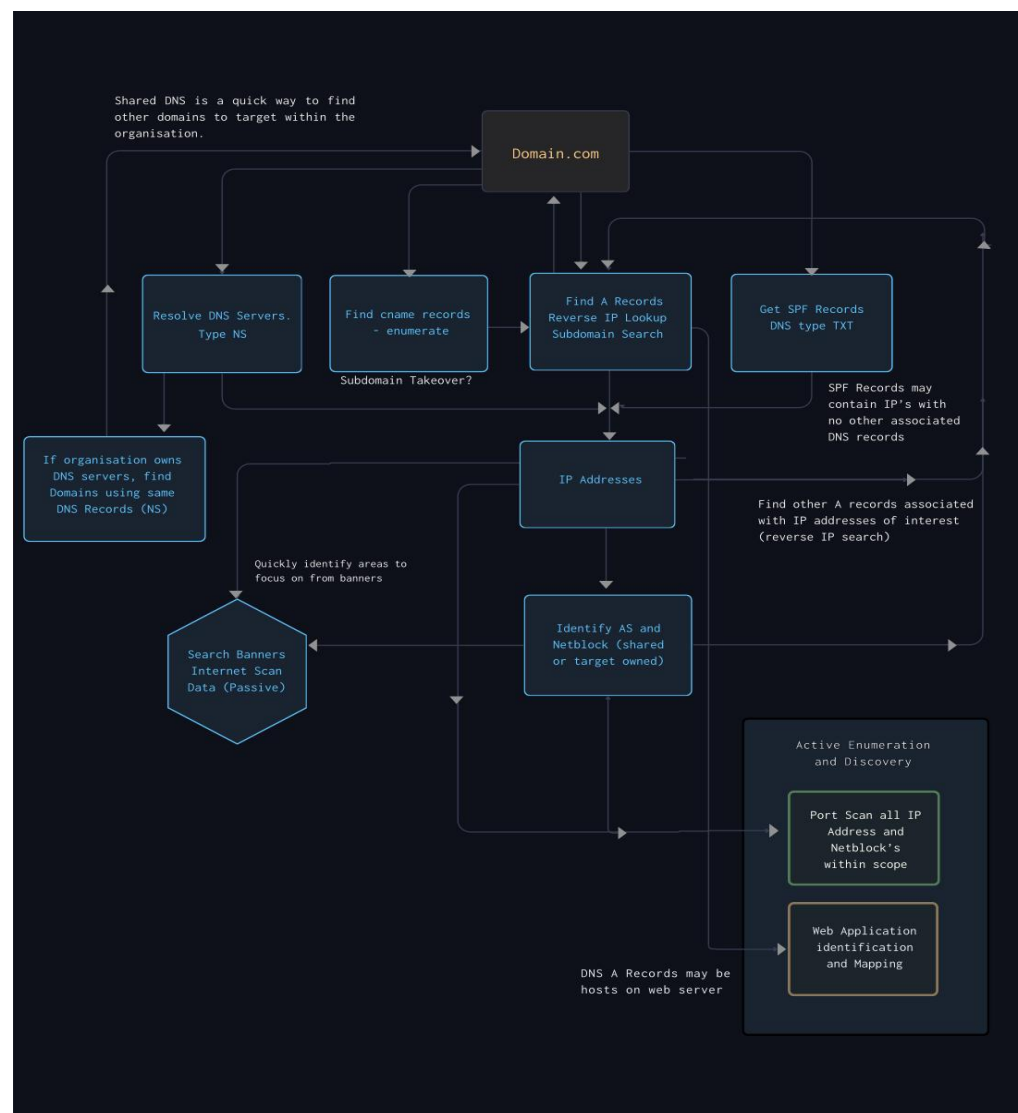 Shared DNS is a quick way to find
other domains to target within the
organisation.
Domain.com
Resolve DNS Servers.
Type NS
Find cname records
- enumerate
Find A Records
Reverse IP Lookup
Subdomain Search
Get SPF Records
DNS type TXT
Subdomain Takeover?
SPF Records may
contain IP's with
no other associated
DNS records
If organisation owns
DNS servers, find
Domains using same
DNS Records (NS)
IP Addresses
Find other A records associated
with IP addresses of interest
(reverse IP search)
Quickly identify areas to
focus on from banners
Identify AS and
Netblock (shared
or target owned)
Search Banners
Internet Scan
Data (Passive)
Active Enumeration
and Discovery
Port Scan all IP
Address and
Netblock's
within scope
Web Application
identification
and Mapping
DNS A Records may be
hosts on web server